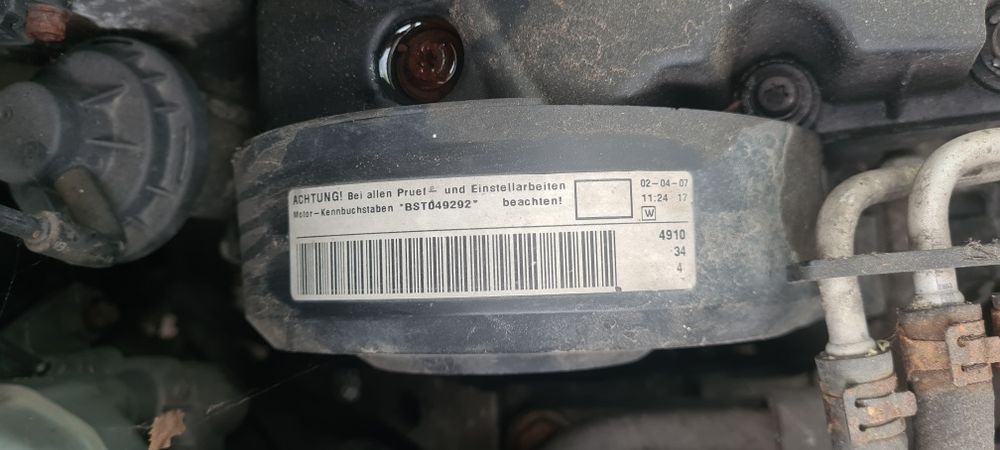 ACHTUNG! Bei allen Pruef- und Einstellarbeiten
Motor-Kennbuchstaben "BST049292" beachten!
02-04-07
11:24 17
W
4910
34
4